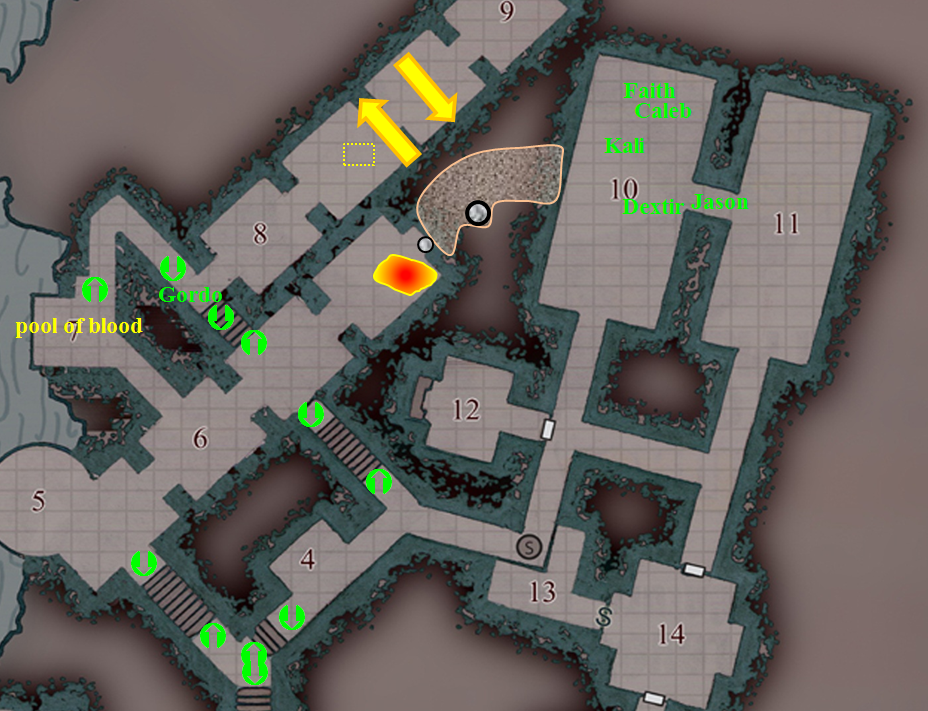 9
Faith
Caleb
Kall
10
Dextir Jason
11
8
Gordo
pool of blood
7
12
6
5
4
S
13
S
14